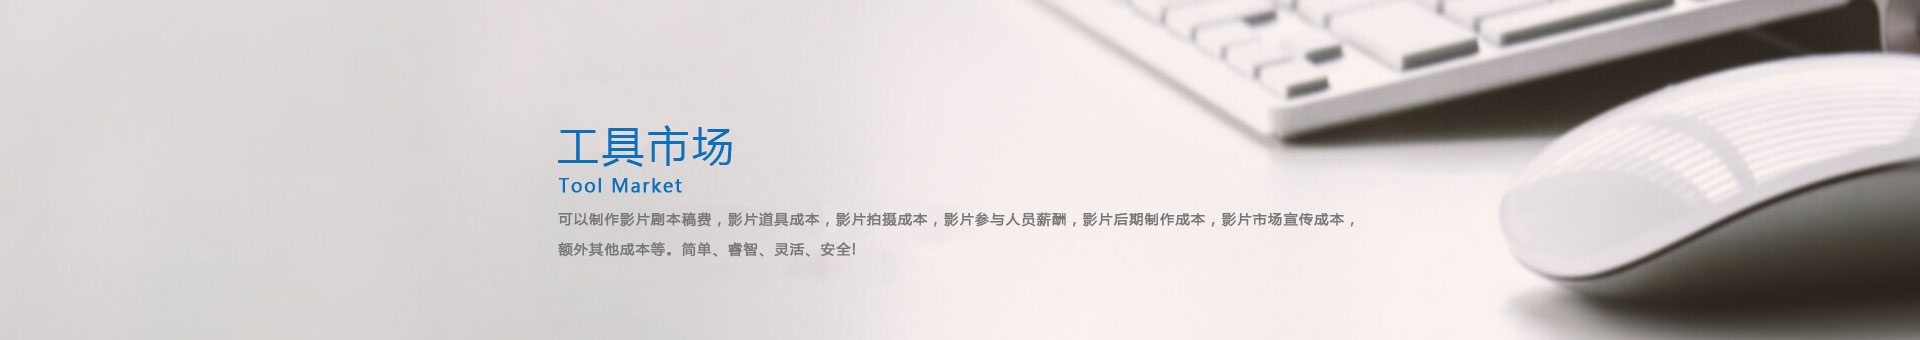 工具市场
Tool Market
可以制作影片剧本稿费，影片道具成本，影片拍摄成本，影片参与人员薪酬，影片后期制作成本，影片市场宣传成本，
额外其他成本等。简单、睿智、灵活、安全!